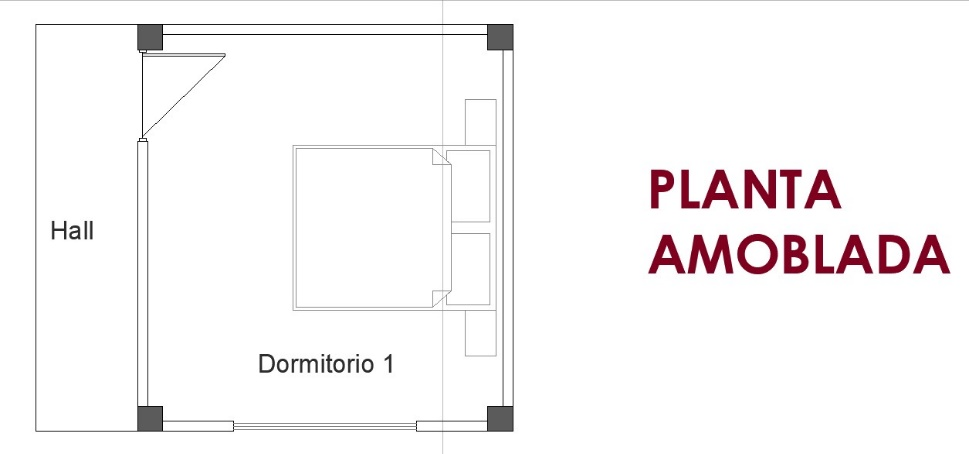 Hall
Dormitorio 1
PLANTA
AMOBLADA